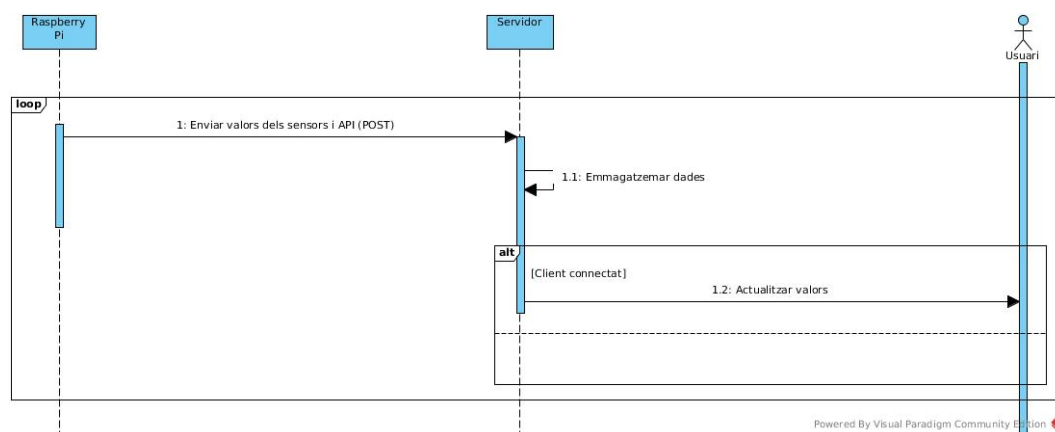 Raspberry
Pi
Servidor
Usuari
loop
1: Enviar valors dels sensors i API (POST)
1.1: Emmagatzemar dades
alt
[Client connectat]
1.2: Actualitzar valors
Powered By Visual Paradigm Community Edition